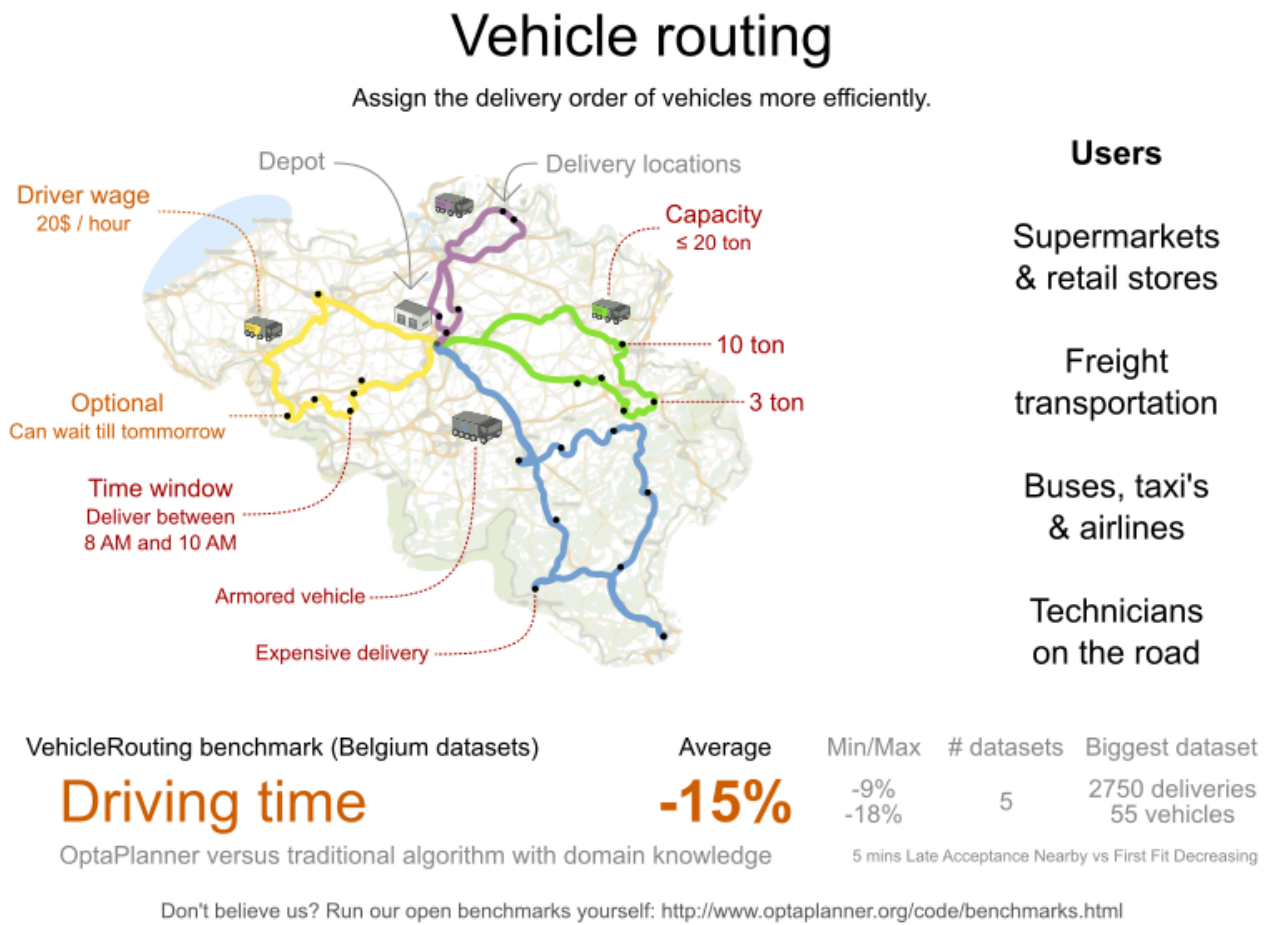 Vehicle routing
Assign the delivery order of vehicles more efficiently.
Depot
Delivery locations
Driver wage
20$ / hour
Capacity
≤ 20 ton
10 ton
3 ton
Optional
Can wait till tommorrow
Time window
Deliver between
8 AM and 10 AM
Armored vehicle
Expensive delivery
Users
Supermarkets
& retail stores
Freight
transportation
Buses, taxi's
& airlines
Technicians
on the road
VehicleRouting benchmark (Belgium datasets)
Driving time
OptaPlanner versus traditional algorithm with domain knowledge
Average
-15%
Min/Max
-9%
-18%
# datasets
5
Biggest dataset
2750 deliveries
55 vehicles
5 mins Late Acceptance Nearby vs First Fit Decreasing
Don't believe us? Run our open benchmarks yourself: http://www.optaplanner.org/code/benchmarks.html